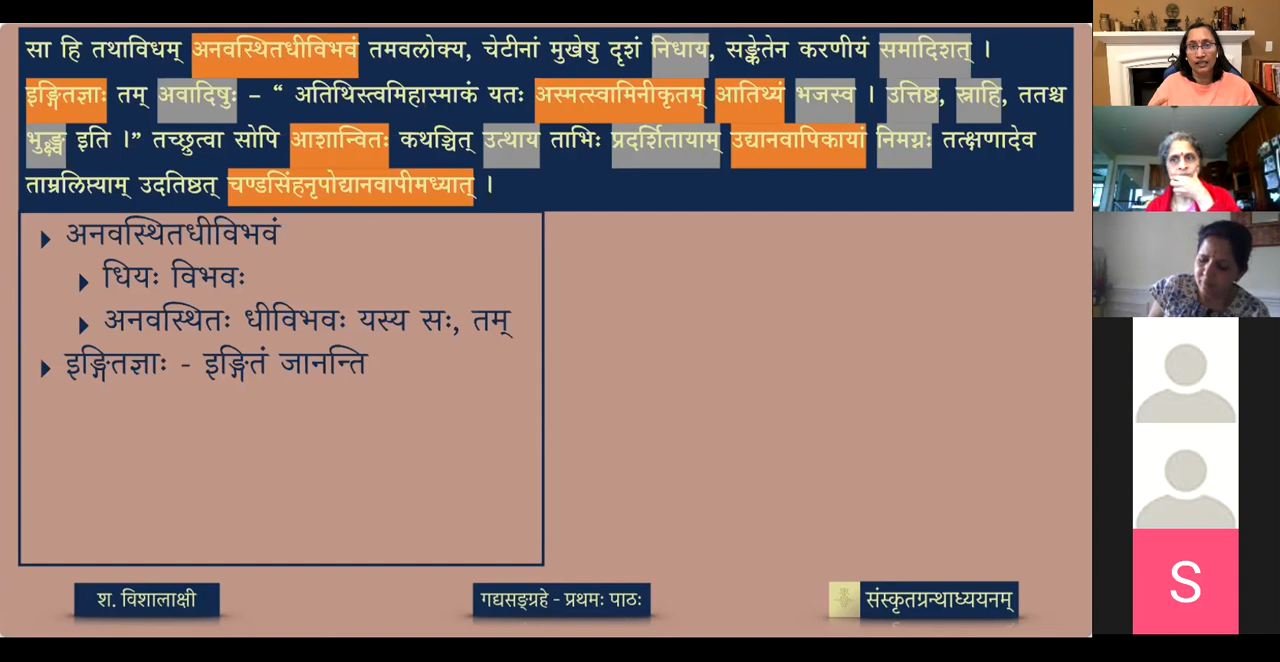 सा हि तथाविधम् अनवस्थितधीविभवं तमवलोक्य, चेटीनां मुखेषु दृशं निधाय, सङ्केतेन करणीयं समादिशत् ।
इङ्गितज्ञाः तम् अवादिषुः – “ अतिथिस्त्वमिहास्माकं यतः अस्मत्स्वामिनीकृतम् आतिथ्यं भजस्व । उत्तिष्ठ, स्नाहि, ततश्च
भुङ्क्ष्व इति ।” तच्छ्रुत्वा सोपि आशान्वितः कथञ्चित् उत्थाय ताभिः प्रदर्शितायाम् उद्यानवापिकायां निमग्नः तत्क्षणादेव
ताम्रलिप्त्याम् उदतिष्ठत् चण्डसिंहनृपोद्यानवापीमध्यात् ।
अनवस्थितधीविभवं
धियः विभवः
अनवस्थितः धीविभवः यस्य सः, तम्
इङ्गितज्ञाः - इङ्गितं जानन्ति
श. विशालाक्षी
गद्यसङ्ग्रहे - प्रथमः पाठः
संस्कृतग्रन्थाध्ययनम्
S